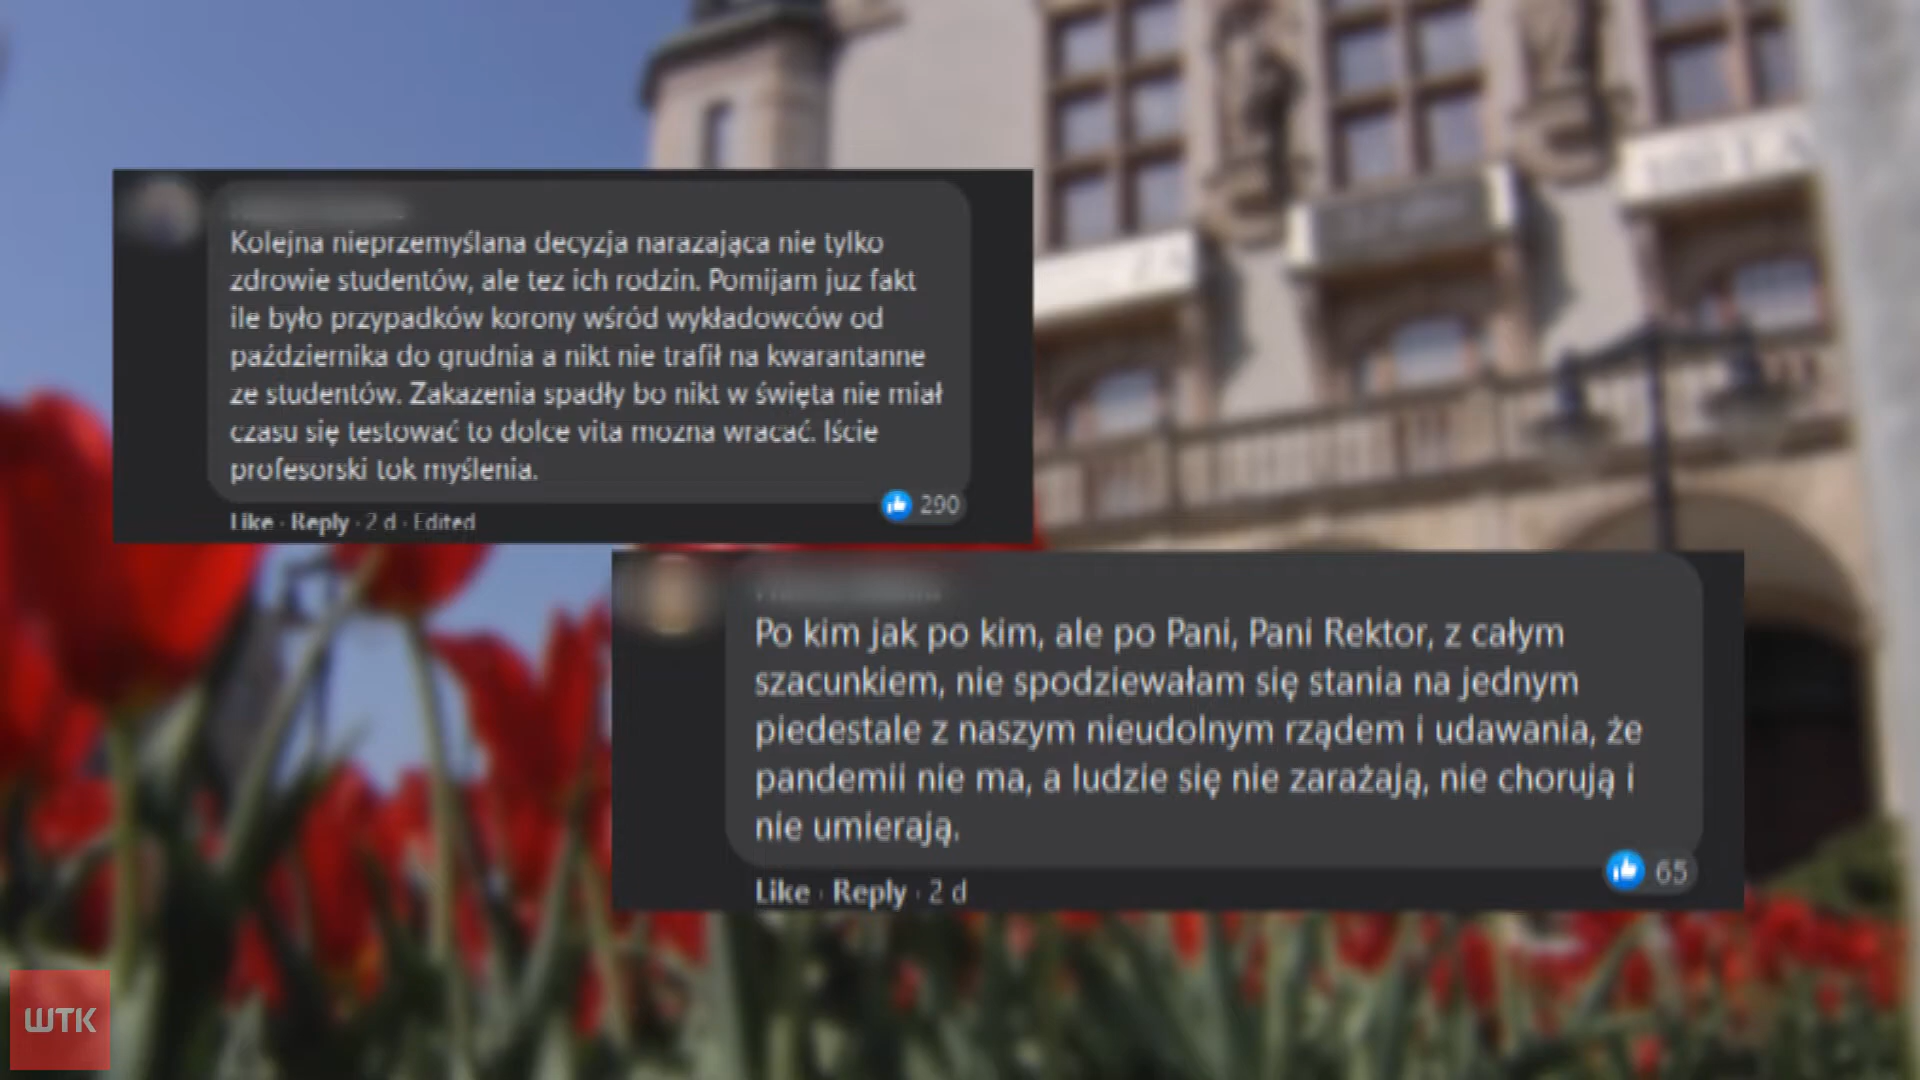 Kolejna nieprzemyślana decyzja narazająca nie tylko
zdrowie studentów, ale tez ich rodzin. Pomijam juz fakt
ile było przypadków korony wśród wykładowców od
października do grudnia a nikt nie trafił na kwarantanne
ze studentów. Zakazenia spadły bo nikt w święta nie miał
czasu się testować to dolce vita mozna wracać. Iście
profesorski tok myślenia.
290
Like · Reply · 2 d · Edited
Po kim jak po kim, ale po Pani, Pani Rektor, z całym
szacunkiem, nie spodziewałam się stania na jednym
piedestale z naszym nieudolnym rządem i udawania, że
pandemii nie ma, a ludzie się nie zarażają, nie chorują i
nie umierają.
65
Like · Reply · 2 d
WTK